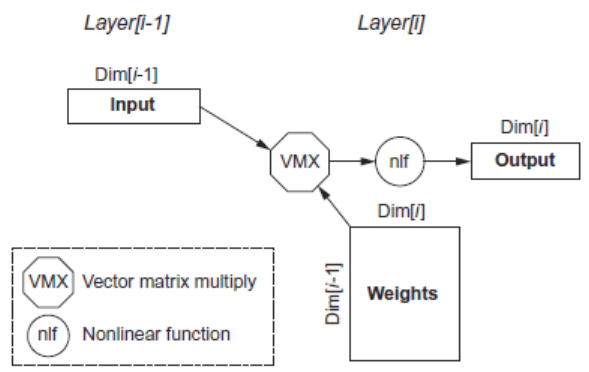 Layer[i-1]
Layer[i]
Dim[i-1]
Input
VMX
nlf
Dim[i]
Output
Dim[i]
Dim[i-1]
Weights
VMX Vector matrix multiply
nlf Nonlinear function